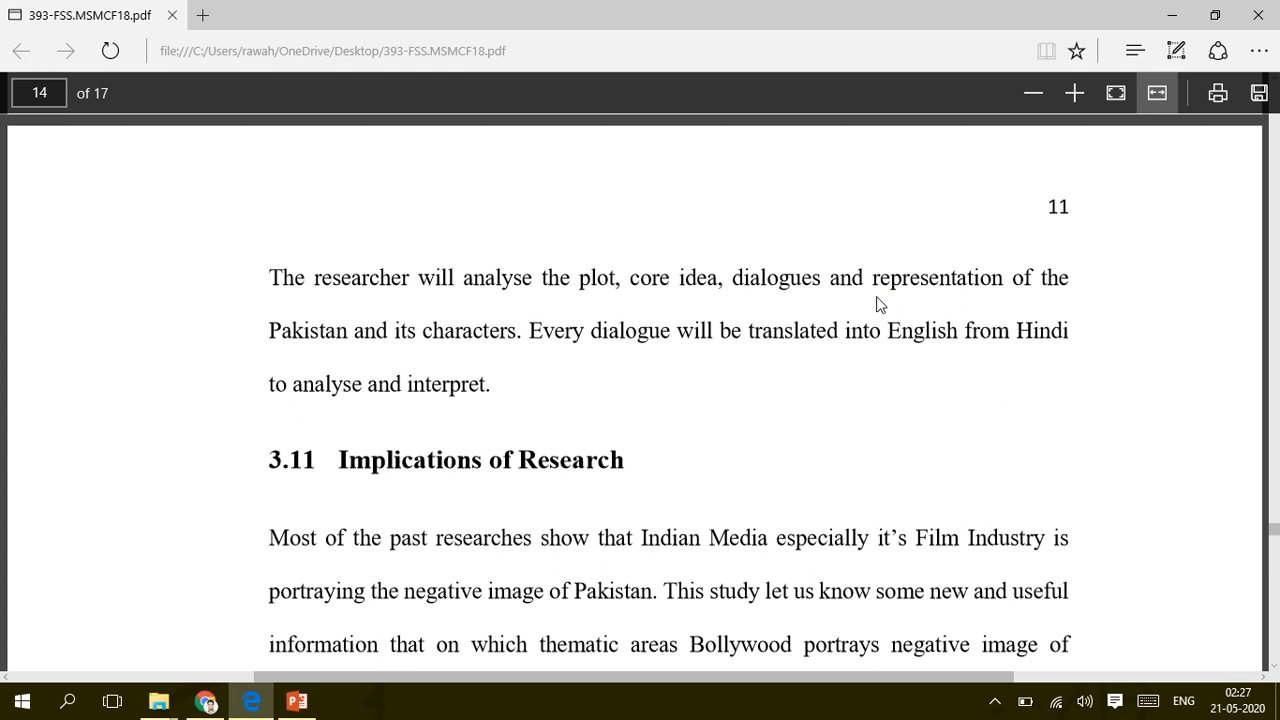 393-FSS.MSMCF18.pdf
file:///C:/Users/rawah/OneDrive/Desktop/393-FSS.MSMCF18.pdf
14 of 17
11
The researcher will analyse the plot, core idea, dialogues and representation of the
Pakistan and its characters. Every dialogue will be translated into English from Hindi
to analyse and interpret.
3.11 Implications of Research
Most of the past researches show that Indian Media especially it’s Film Industry is
portraying the negative image of Pakistan. This study let us know some new and useful
information that on which thematic areas Bollywood portrays negative image of
ENG
02:27
21-05-2020